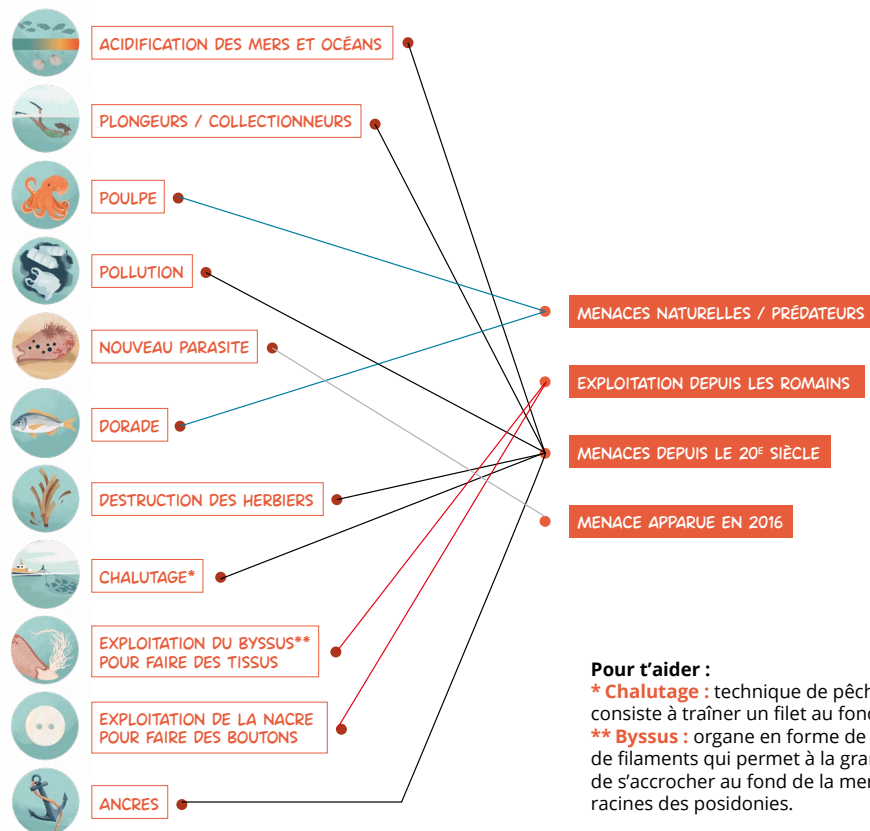 ACIDIFICATION DES MERS ET OCÉANS
PLONGEURS / COLLECTIONNEURS
POULPE
POLLUTION
NOUVEAU PARASITE
DORADE
DESTRUCTION DES HERBIERS
CHALUTAGE*
EXPLOITATION DU BYSSUS**
POUR FAIRE DES TISSUS
EXPLOITATION DE LA NACRE
POUR FAIRE DES BOUTONS
ANCRES
MENACES NATURELLES / PRÉDATEURS
EXPLOITATION DEPUIS LES ROMAINS
MENACES DEPUIS LE 20E SIÈCLE
MENACE APPARUE EN 2016
Pour t’aider :
* Chalutage : technique de pêch
consiste à traîner un filet au fond
** Byssus : organe en forme de
de filaments qui permet à la gran
de s’accrocher au fond de la mer
racines des posidonies.